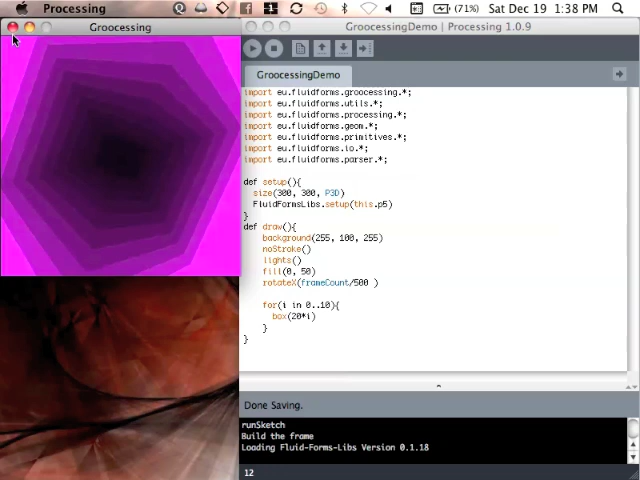 Processing
(71%) Sat Dec 19 1:38 PM
Groocessing
GroocessingDemo | Processing 1.0.9
GroocessingDemo
import eu.fluidforms.groocessing.*;
import eu.fluidforms.utils.*;
import eu.fluidforms.processing.*;
import eu.fluidforms.geom.*;
import eu.fluidforms.primitives.*;
import eu.fluidforms.io.*;
import eu.fluidforms.parser.*;
def setup(){
size(300, 300, P3D)
FluidFormsLibs.setup(this.p5)
}
def draw(){
background(255, 100, 255)
noStroke()
lights()
fill(0, 50)
rotateX(frameCount/500 )
for(i in 0..10){
box(20*i)
}
}
Done Saving.
runSketch
Build the frame
Loading Fluid-Forms-Libs Version 0.1.18
12